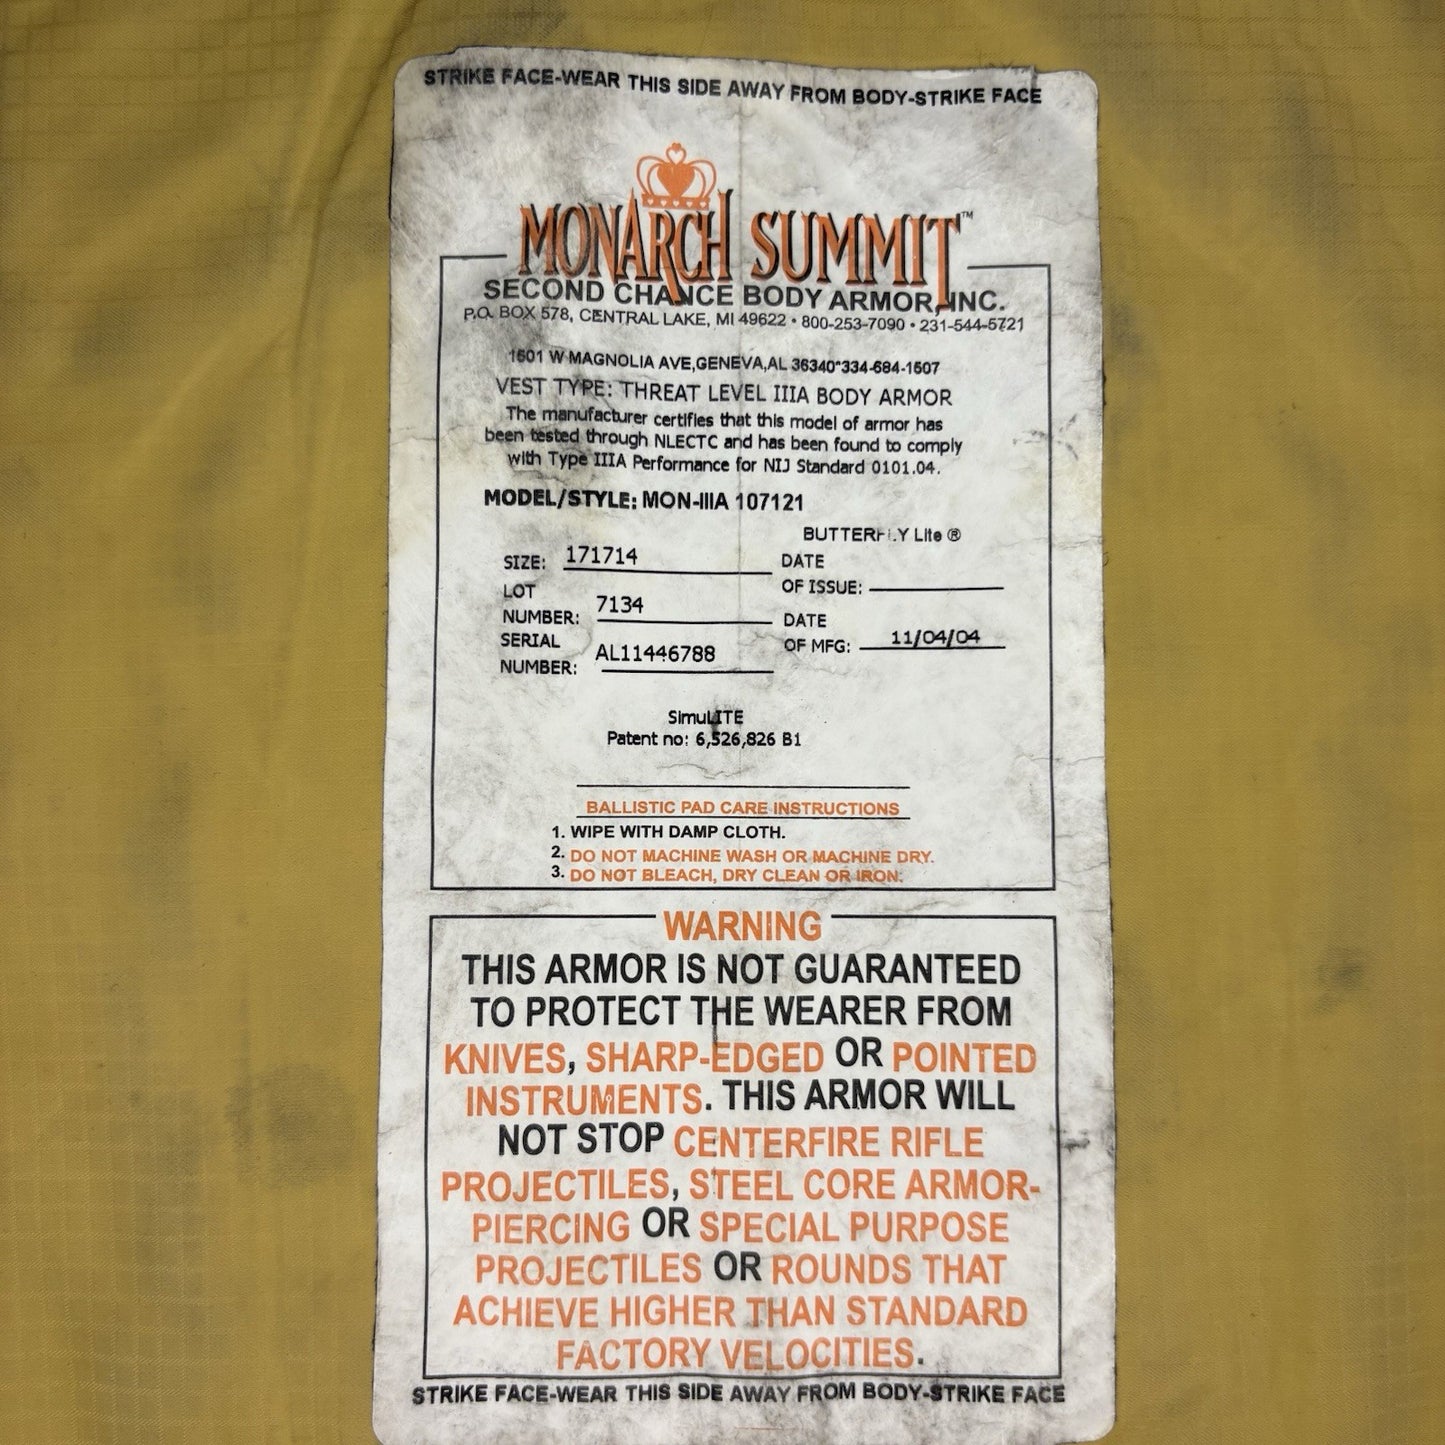 STRIKE FACE-WEAR THIS SIDE AWAY FROM BODY-STRIKE FACE
MONARCH SUMMIT™
SECOND CHANCE BODY ARMOR, INC.
P.O. BOX 578, CENTRAL LAKE, MI 49622 • 800-253-7090 • 231-544-5721
1601 W MAGNOLIA AVE,GENEVA,AL 36340*334-684-1507
VEST TYPE: THREAT LEVEL IIIA BODY ARMOR
The manufacturer certifies that this model of armor has
been tested through NLECTC and has been found to comply
with Type IIIA Performance for NIJ Standard 0101.04.
MODEL/STYLE: MON-IIIA 107121
BUTTERFLY Lite ®
SIZE: 171714
DATE
OF ISSUE:
LOT
NUMBER: 7134
DATE
OF MFG: 11/04/04
SERIAL
NUMBER: AL11446788
SimuLITE
Patent no: 6,526,826 B1
BALLISTIC PAD CARE INSTRUCTIONS
1. WIPE WITH DAMP CLOTH.
2. DO NOT MACHINE WASH OR MACHINE DRY.
3. DO NOT BLEACH, DRY CLEAN OR IRON.
WARNING
THIS ARMOR IS NOT GUARANTEED
TO PROTECT THE WEARER FROM
KNIVES, SHARP-EDGED OR POINTED
INSTRUMENTS. THIS ARMOR WILL
NOT STOP CENTERFIRE RIFLE
PROJECTILES, STEEL CORE ARMOR-
PIERCING OR SPECIAL PURPOSE
PROJECTILES OR ROUNDS THAT
ACHIEVE HIGHER THAN STANDARD
FACTORY VELOCITIES.
STRIKE FACE-WEAR THIS SIDE AWAY FROM BODY-STRIKE FACE